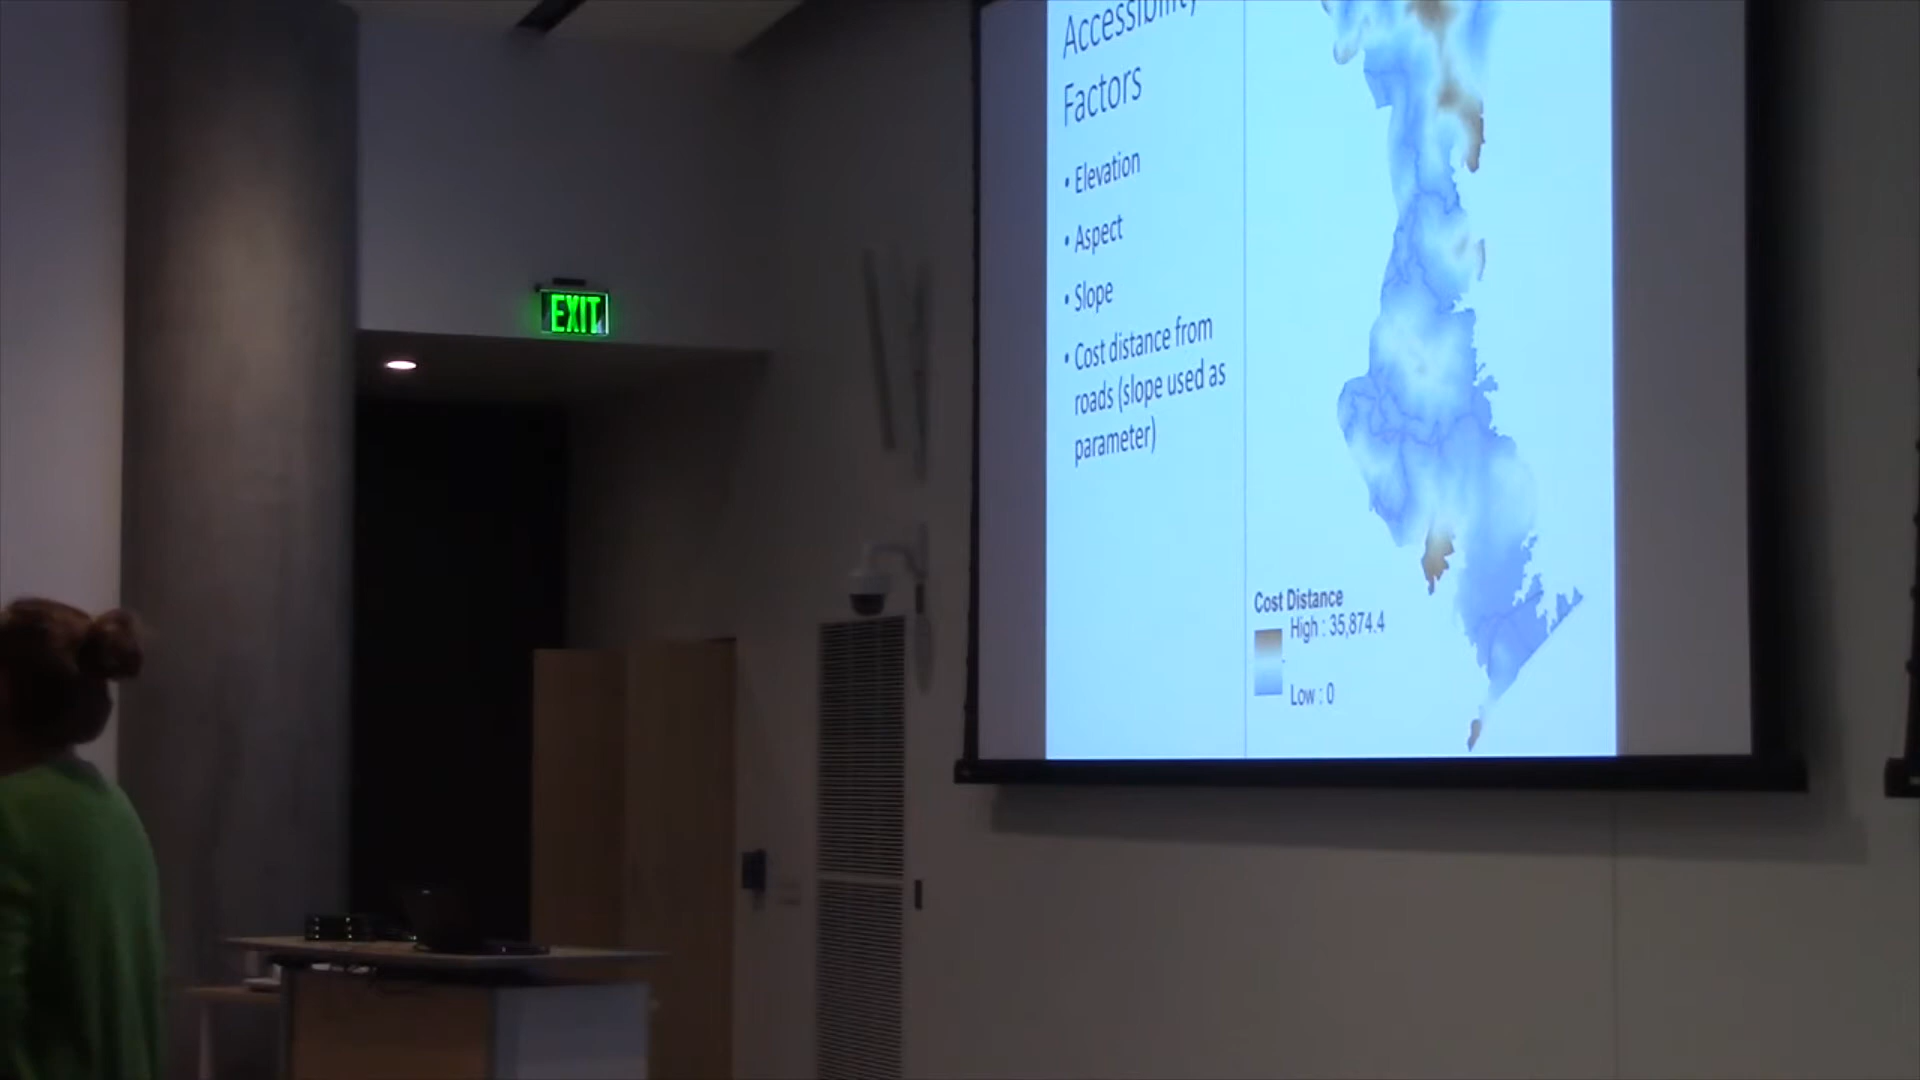 Accessibility
Factors
• Elevation
• Aspect
• Slope
• Cost distance from
roads (slope used as
parameter)
Cost Distance
High : 35,874.4
Low : 0
EXIT